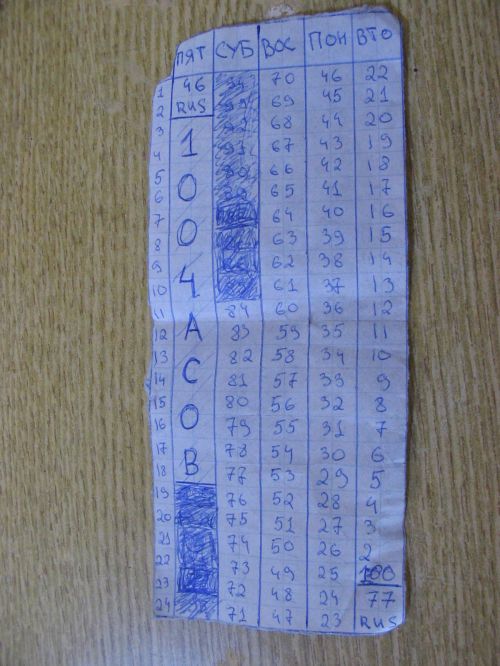 ПЯТ СУБ ВОС ПОН ВТО
1 46 70 46 22
2 RUS 69 45 21
3 1 68 44 20
4 67 43 19
5 0 66 42 18
6 65 41 17
7 0 64 40 16
8 63 39 15
9 Ч 62 38 14
10 61 37 13
11 А 84 60 36 12
12 83 59 35 11
13 С 82 58 34 10
14 81 57 33 9
15 О 80 56 32 8
16 79 55 31 7
17 В 78 54 30 6
18 77 53 29 5
19 76 52 28 4
20 75 51 27 3
21 74 50 26 2
22 73 49 25 100
23 72 48 24 77
24 71 47 23 RUS